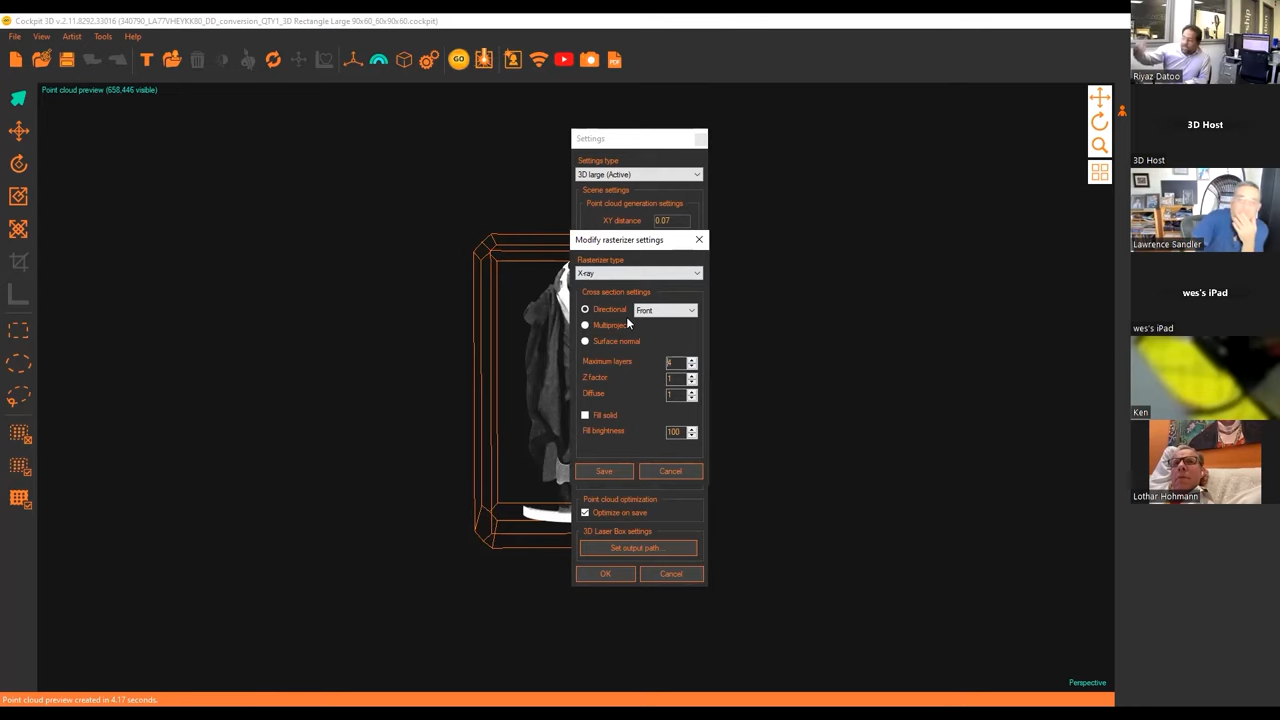 Cockpit 3D v.2.11.8292.33016 (340790_LA77VHEYKK80_DD_conversion_QTY1_3D Rectangle Large 90x60_60x90x60.cockpit)
File View Artist Tools Help
T GO PDF
Point cloud preview (658,446 visible)
Settings
Settings type
3D large (Active)
Scene settings
Point cloud generation settings
XY distance 0.07
Modify rasterizer settings
Rasterizer type
X-ray
Cross section settings
Directional Front
Multiproject
Surface normal
Maximum layers 4
Z factor 1
Diffuse 1
Fill solid
Fill brightness 100
Save Cancel
Point cloud optimization
Optimize on save
3D Laser Box settings
Set output path...
OK Cancel
Perspective
Point cloud preview created in 4.17 seconds.
Riyaz Datoo
3D Host
3D Host
Lawrence Sandler
wes's iPad
wes's iPad
Ken
Lothar Hohmann